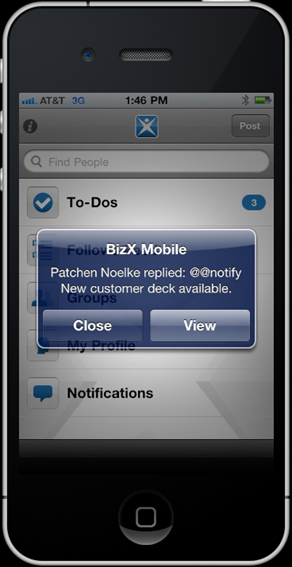 AT&T 3G 1:46 PM
Post
Find People
To-Dos 3
BizX Mobile
Patchen Noelke replied: @@notify
New customer deck available.
Close View
Groups
My Profile
Notifications